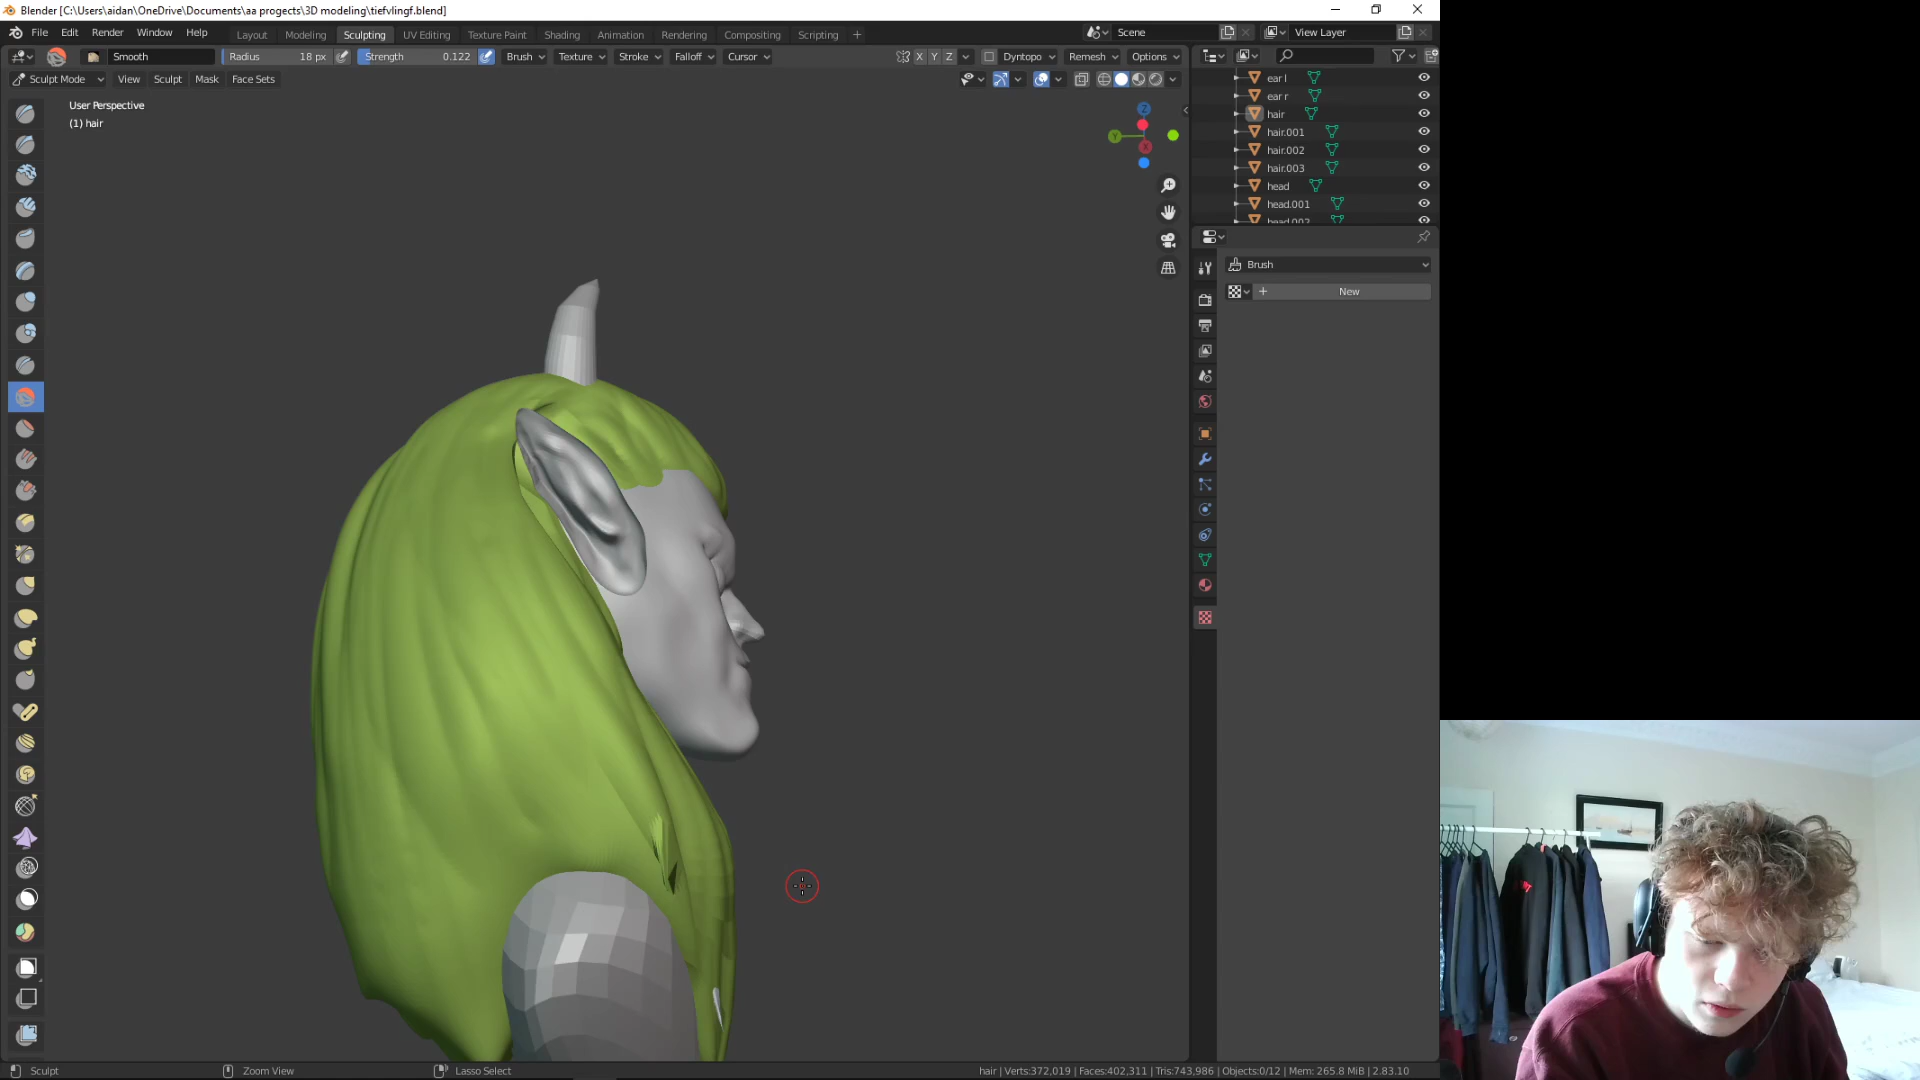 Blender [C:\Users\aidan\OneDrive\Documents\aa progects\3D modeling\tiefvlingf.blend]
File Edit Render Window Help
Layout Modeling Sculpting UV Editing Texture Paint Shading Animation Rendering Compositing Scripting +
Scene
View Layer
Smooth Radius 18 px Strength 0.122 Brush Texture Stroke Falloff Cursor
X Y Z Dyntopo Remesh Options
Sculpt Mode View Sculpt Mask Face Sets
User Perspective
(1) hair
Z
Y
X
ear l
ear r
hair
hair.001
hair.002
hair.003
head
head.001
head.002
Brush
+ New
Sculpt Zoom View Lasso Select
hair | Verts:372,019 | Faces:402,311 | Tris:743,986 | Objects:0/12 | Mem: 265.8 MiB | 2.83.10